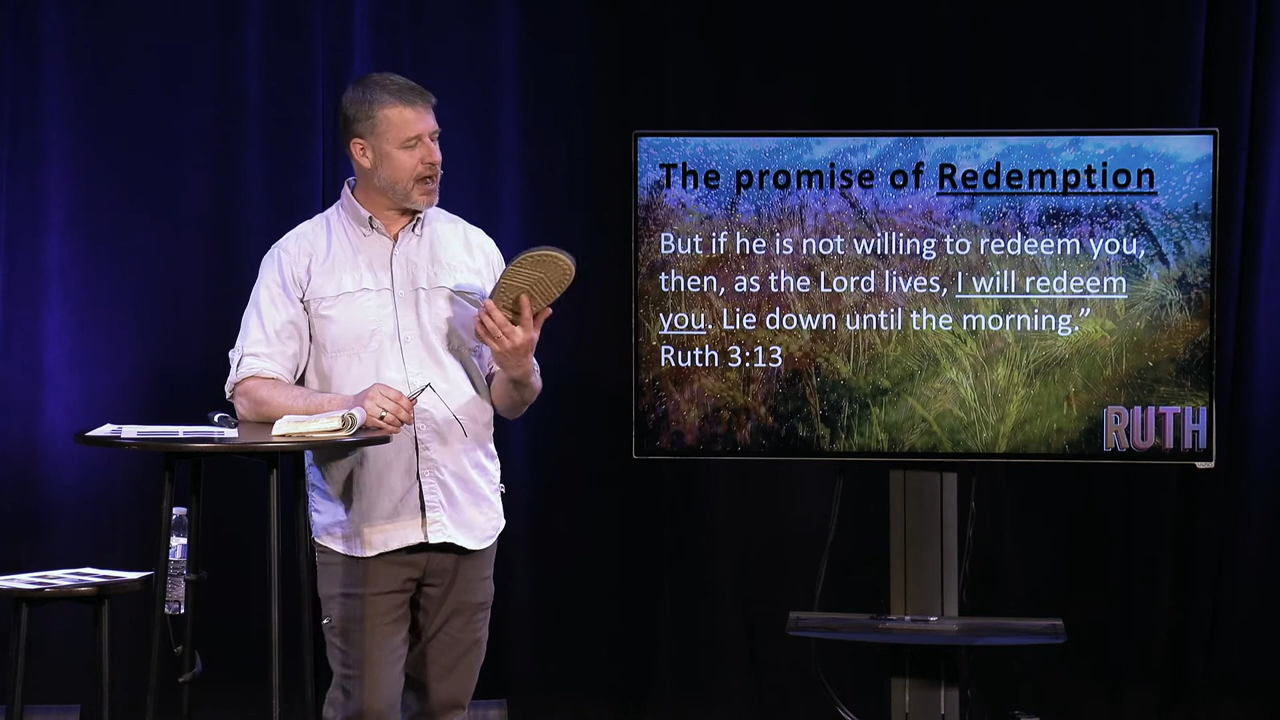 The promise of Redemption
But if he is not willing to redeem you,
then, as the Lord lives, I will redeem
you. Lie down until the morning.”
Ruth 3:13
RUTH